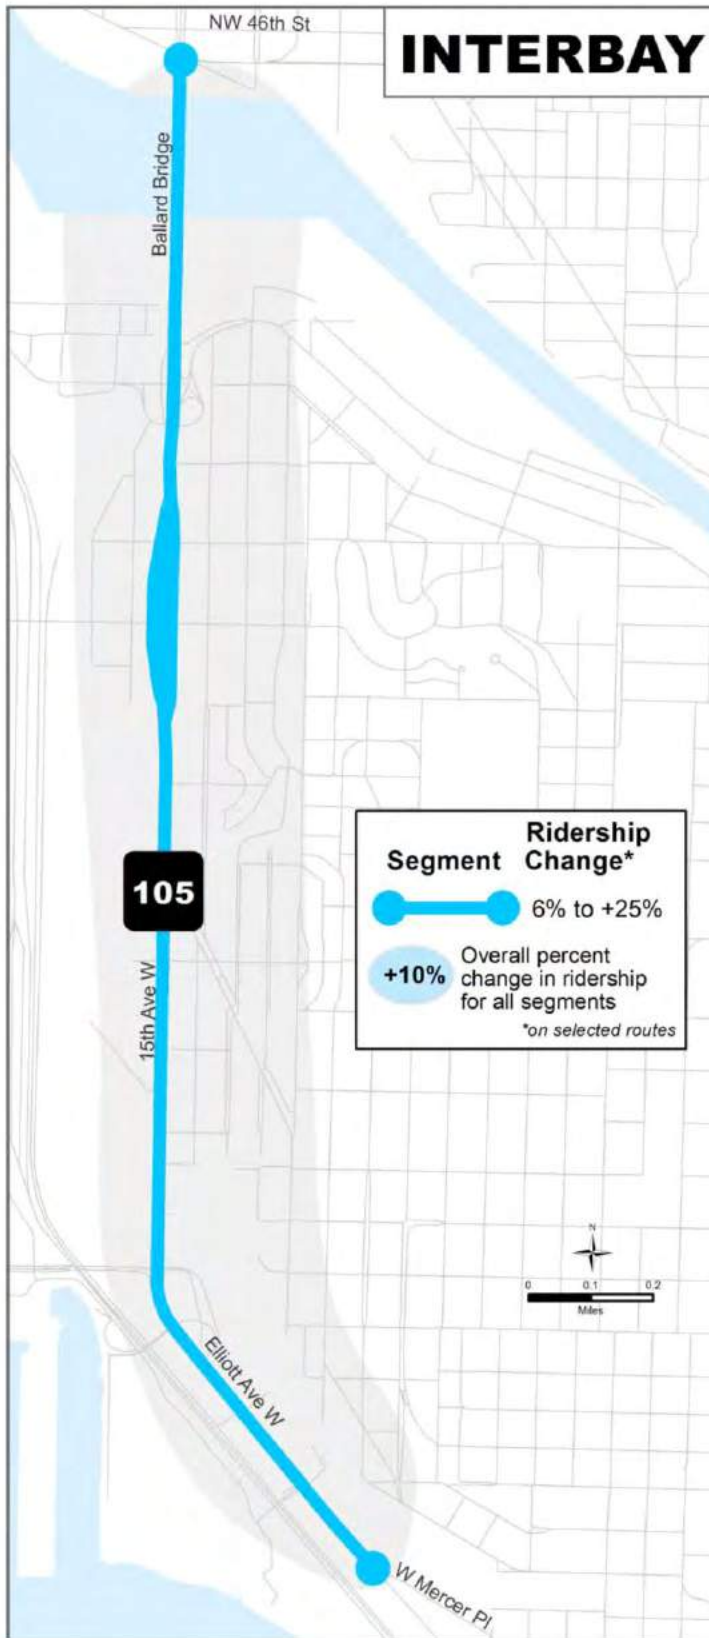 NW 46th St
INTERBAY
Ballard Bridge
Segment
Ridership
Change*
6% to +25%
+10%
Overall percent
change in ridership
for all segments
*on selected routes
105
15th Ave W
N
0 0.1 0.2
Miles
Elliott Ave W
W Mercer Pl